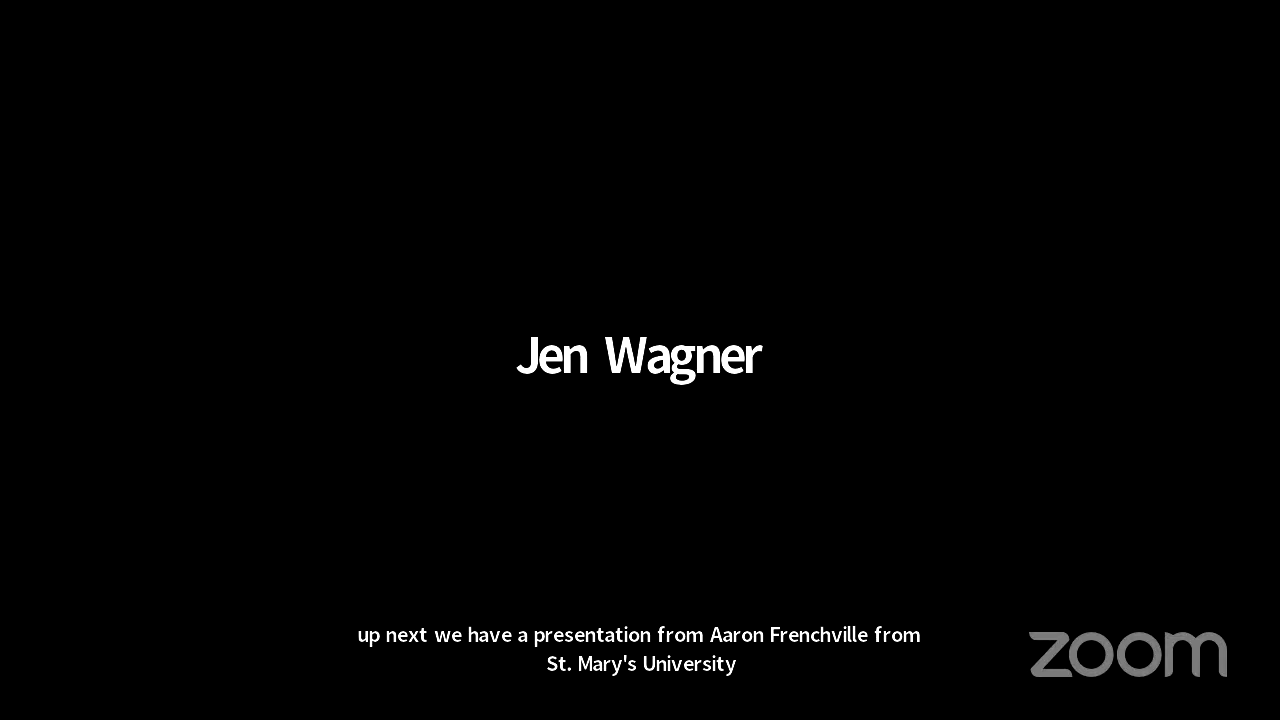 Jen Wagner
up next we have a presentation from Aaron Frenchville from
St. Mary's University
zoom